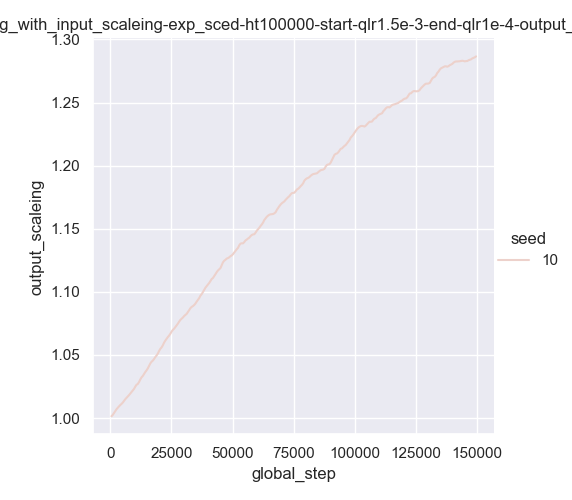 g_with_input_scaleing-exp_sced-ht100000-start-qlr1.5e-3-end-qlr1e-4-output_
1.30
1.25
1.20
1.15
1.10
1.05
1.00
output_scaleing
0 25000 50000 75000 100000 125000 150000
global_step
seed
10